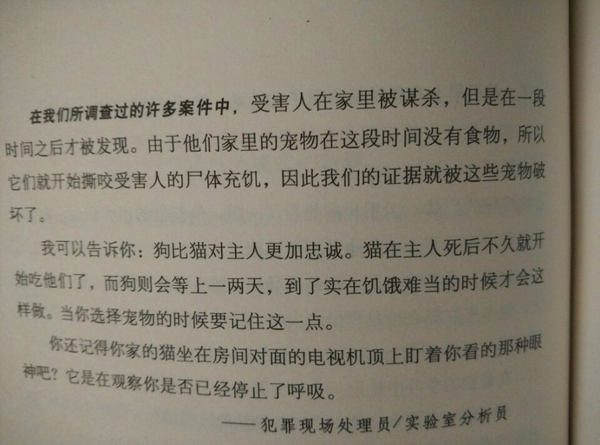 在我们所调查过的许多案件中，受害人在家里被谋杀，但是在一段
时间之后才被发现。由于他们家里的宠物在这段时间没有食物，所以
它们就开始撕咬受害人的尸体充饥，因此我们的证据就被这些宠物破
坏了。
我可以告诉你：狗比猫对主人更加忠诚。猫在主人死后不久就开
始吃他们了，而狗则会等上一两天，到了实在饥饿难当的时候才会这
样做。当你选择宠物的时候要记住这一点。
你还记得你家的猫坐在房间对面的电视机顶上盯着你看的那种眼
神吧？它是在观察你是否已经停止了呼吸。
——犯罪现场处理员/实验室分析员